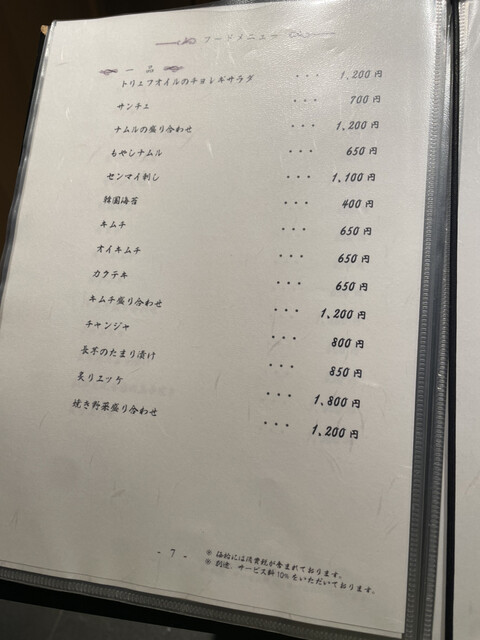 フードメニュー
一品
トリュフオイルのチョレギサラダ ・・・ 1,200円
サンチュ ・・・ 700円
ナムルの盛り合わせ ・・・ 1,200円
もやしナムル ・・・ 650円
センマイ刺し ・・・ 1,100円
韓国海苔 ・・・ 400円
キムチ ・・・ 650円
オイキムチ ・・・ 650円
カクテキ ・・・ 650円
キムチ盛り合わせ ・・・ 1,200円
チャンジャ ・・・ 800円
長芋のたまり漬け ・・・ 850円
炙りユッケ ・・・ 1,800円
焼き野菜盛り合わせ ・・・ 1,200円
- 7 -
※ 価格には消費税が含まれております。
※ 別途、サービス料10%をいただいております。